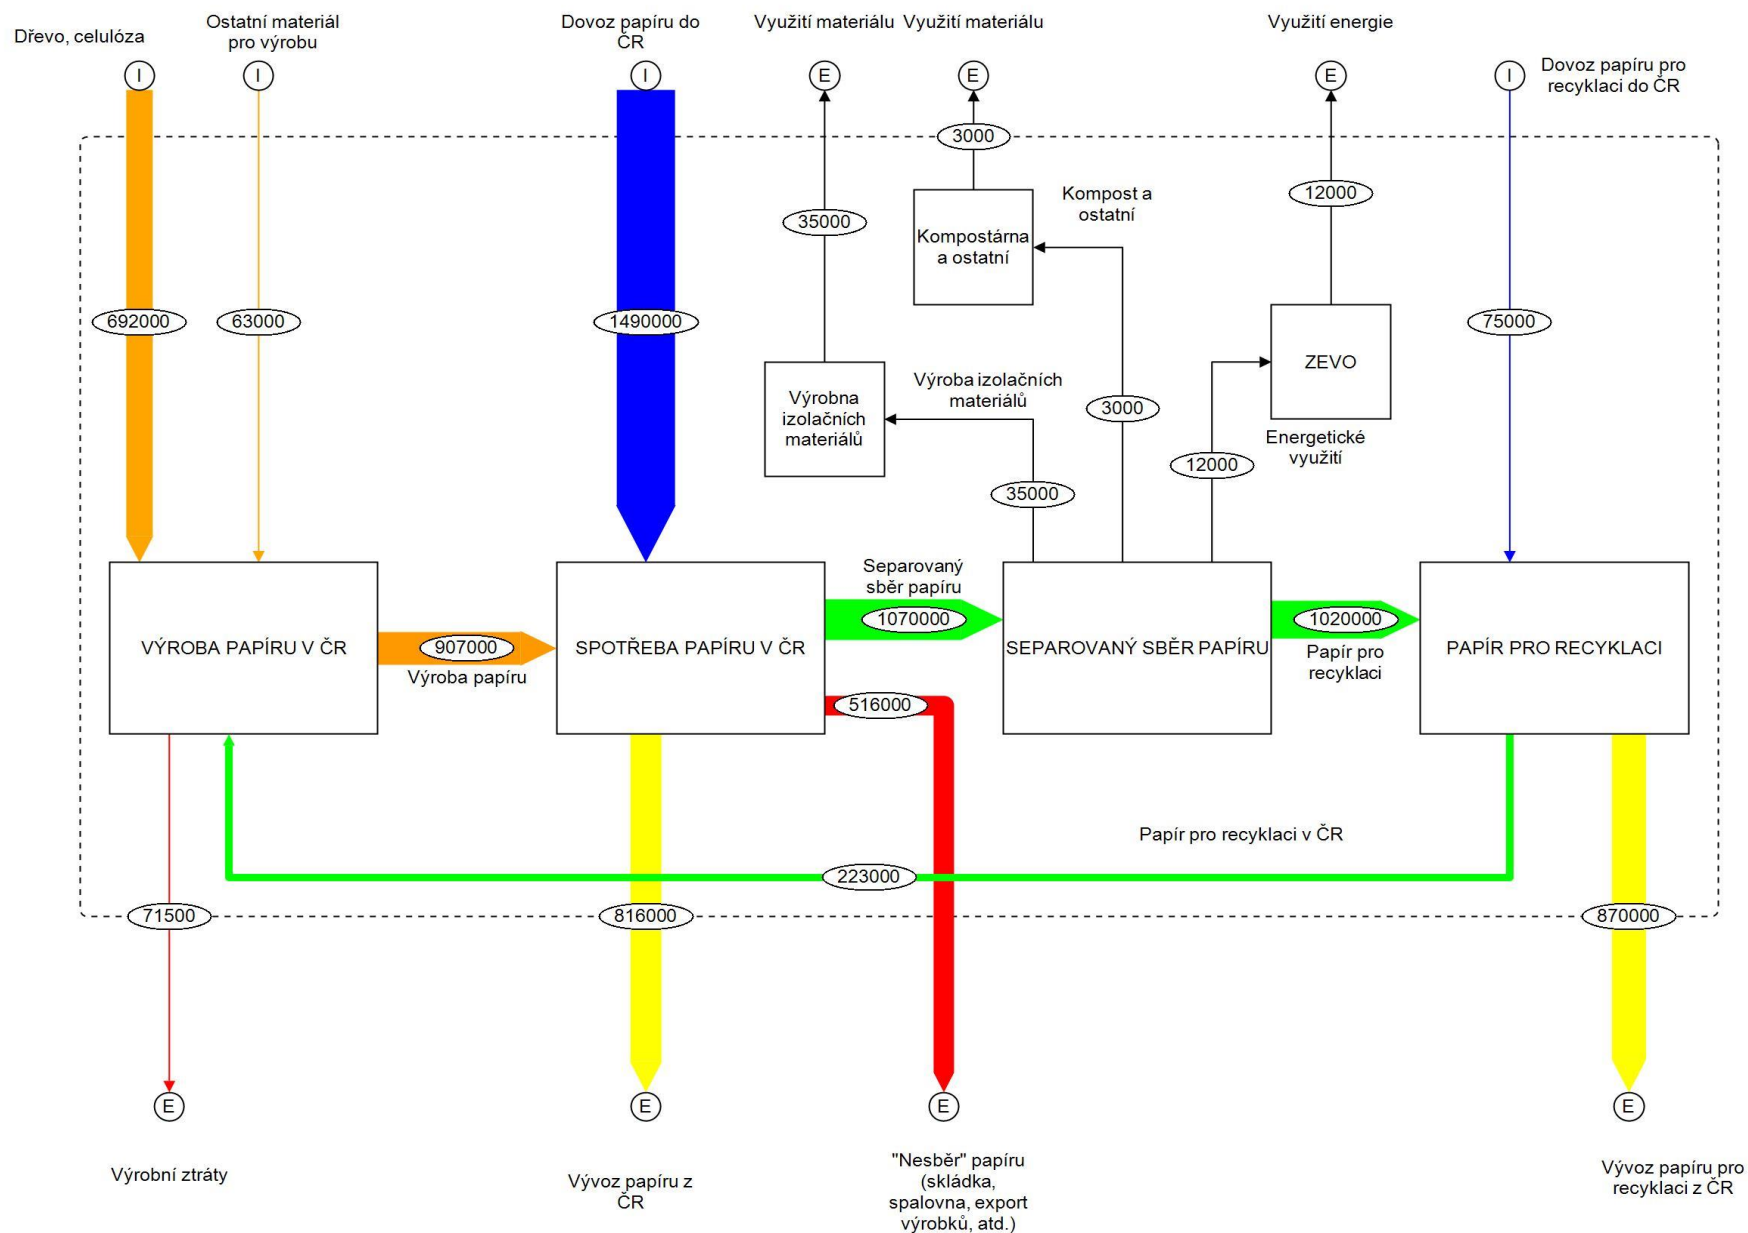 Dřevo, celulóza
Ostatní materiál
pro výrobu
Dovoz papíru do
ČR
Využití materiálu
Využití materiálu
Využití energie
Dovoz papíru pro
recyklaci do ČR
I
I
I
E
E
E
I
3000
Kompost a
ostatní
12000
35000
Kompostárna
a ostatní
692000
63000
1490000
75000
ZEVO
Výrobna
izolačních
materiálů
Výroba izolačních
materiálů
3000
Energetické
využití
12000
35000
Separovaný
sběr papíru
1070000
1020000
VÝROBA PAPÍRU V ČR
907000
Výroba papíru
SPOTŘEBA PAPÍRU V ČR
SEPAROVANÝ SBĚR PAPÍRU
Papír pro
recyklaci
PAPÍR PRO RECYKLACI
516000
Papír pro recyklaci v ČR
223000
71500
816000
870000
E
E
E
E
Výrobní ztráty
Vývoz papíru z
ČR
"Nesběr" papíru
(skládka,
spalovna, export
výrobků, atd.)
Vývoz papíru pro
recyklaci z ČR